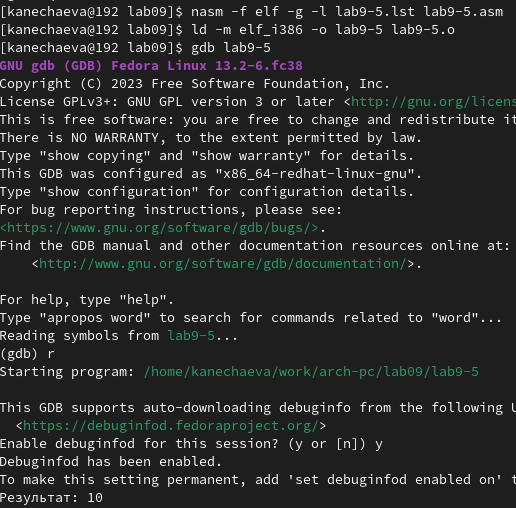 [kanechaeva@192 lab09]$ nasm -f elf -g -l lab9-5.lst lab9-5.asm
[kanechaeva@192 lab09]$ ld -m elf_i386 -o lab9-5 lab9-5.o
[kanechaeva@192 lab09]$ gdb lab9-5
GNU gdb (GDB) Fedora Linux 13.2-6.fc38
Copyright (C) 2023 Free Software Foundation, Inc.
License GPLv3+: GNU GPL version 3 or later <http://gnu.org/licens
This is free software: you are free to change and redistribute it
There is NO WARRANTY, to the extent permitted by law.
Type "show copying" and "show warranty" for details.
This GDB was configured as "x86_64-redhat-linux-gnu".
Type "show configuration" for configuration details.
For bug reporting instructions, please see:
<https://www.gnu.org/software/gdb/bugs/>.
Find the GDB manual and other documentation resources online at:
    <http://www.gnu.org/software/gdb/documentation/>.

For help, type "help".
Type "apropos word" to search for commands related to "word"...
Reading symbols from lab9-5...
(gdb) r
Starting program: /home/kanechaeva/work/arch-pc/lab09/lab9-5

This GDB supports auto-downloading debuginfo from the following U
  <https://debuginfod.fedoraproject.org/>
Enable debuginfod for this session? (y or [n]) y
Debuginfod has been enabled.
To make this setting permanent, add 'set debuginfod enabled on' t
Результат: 10